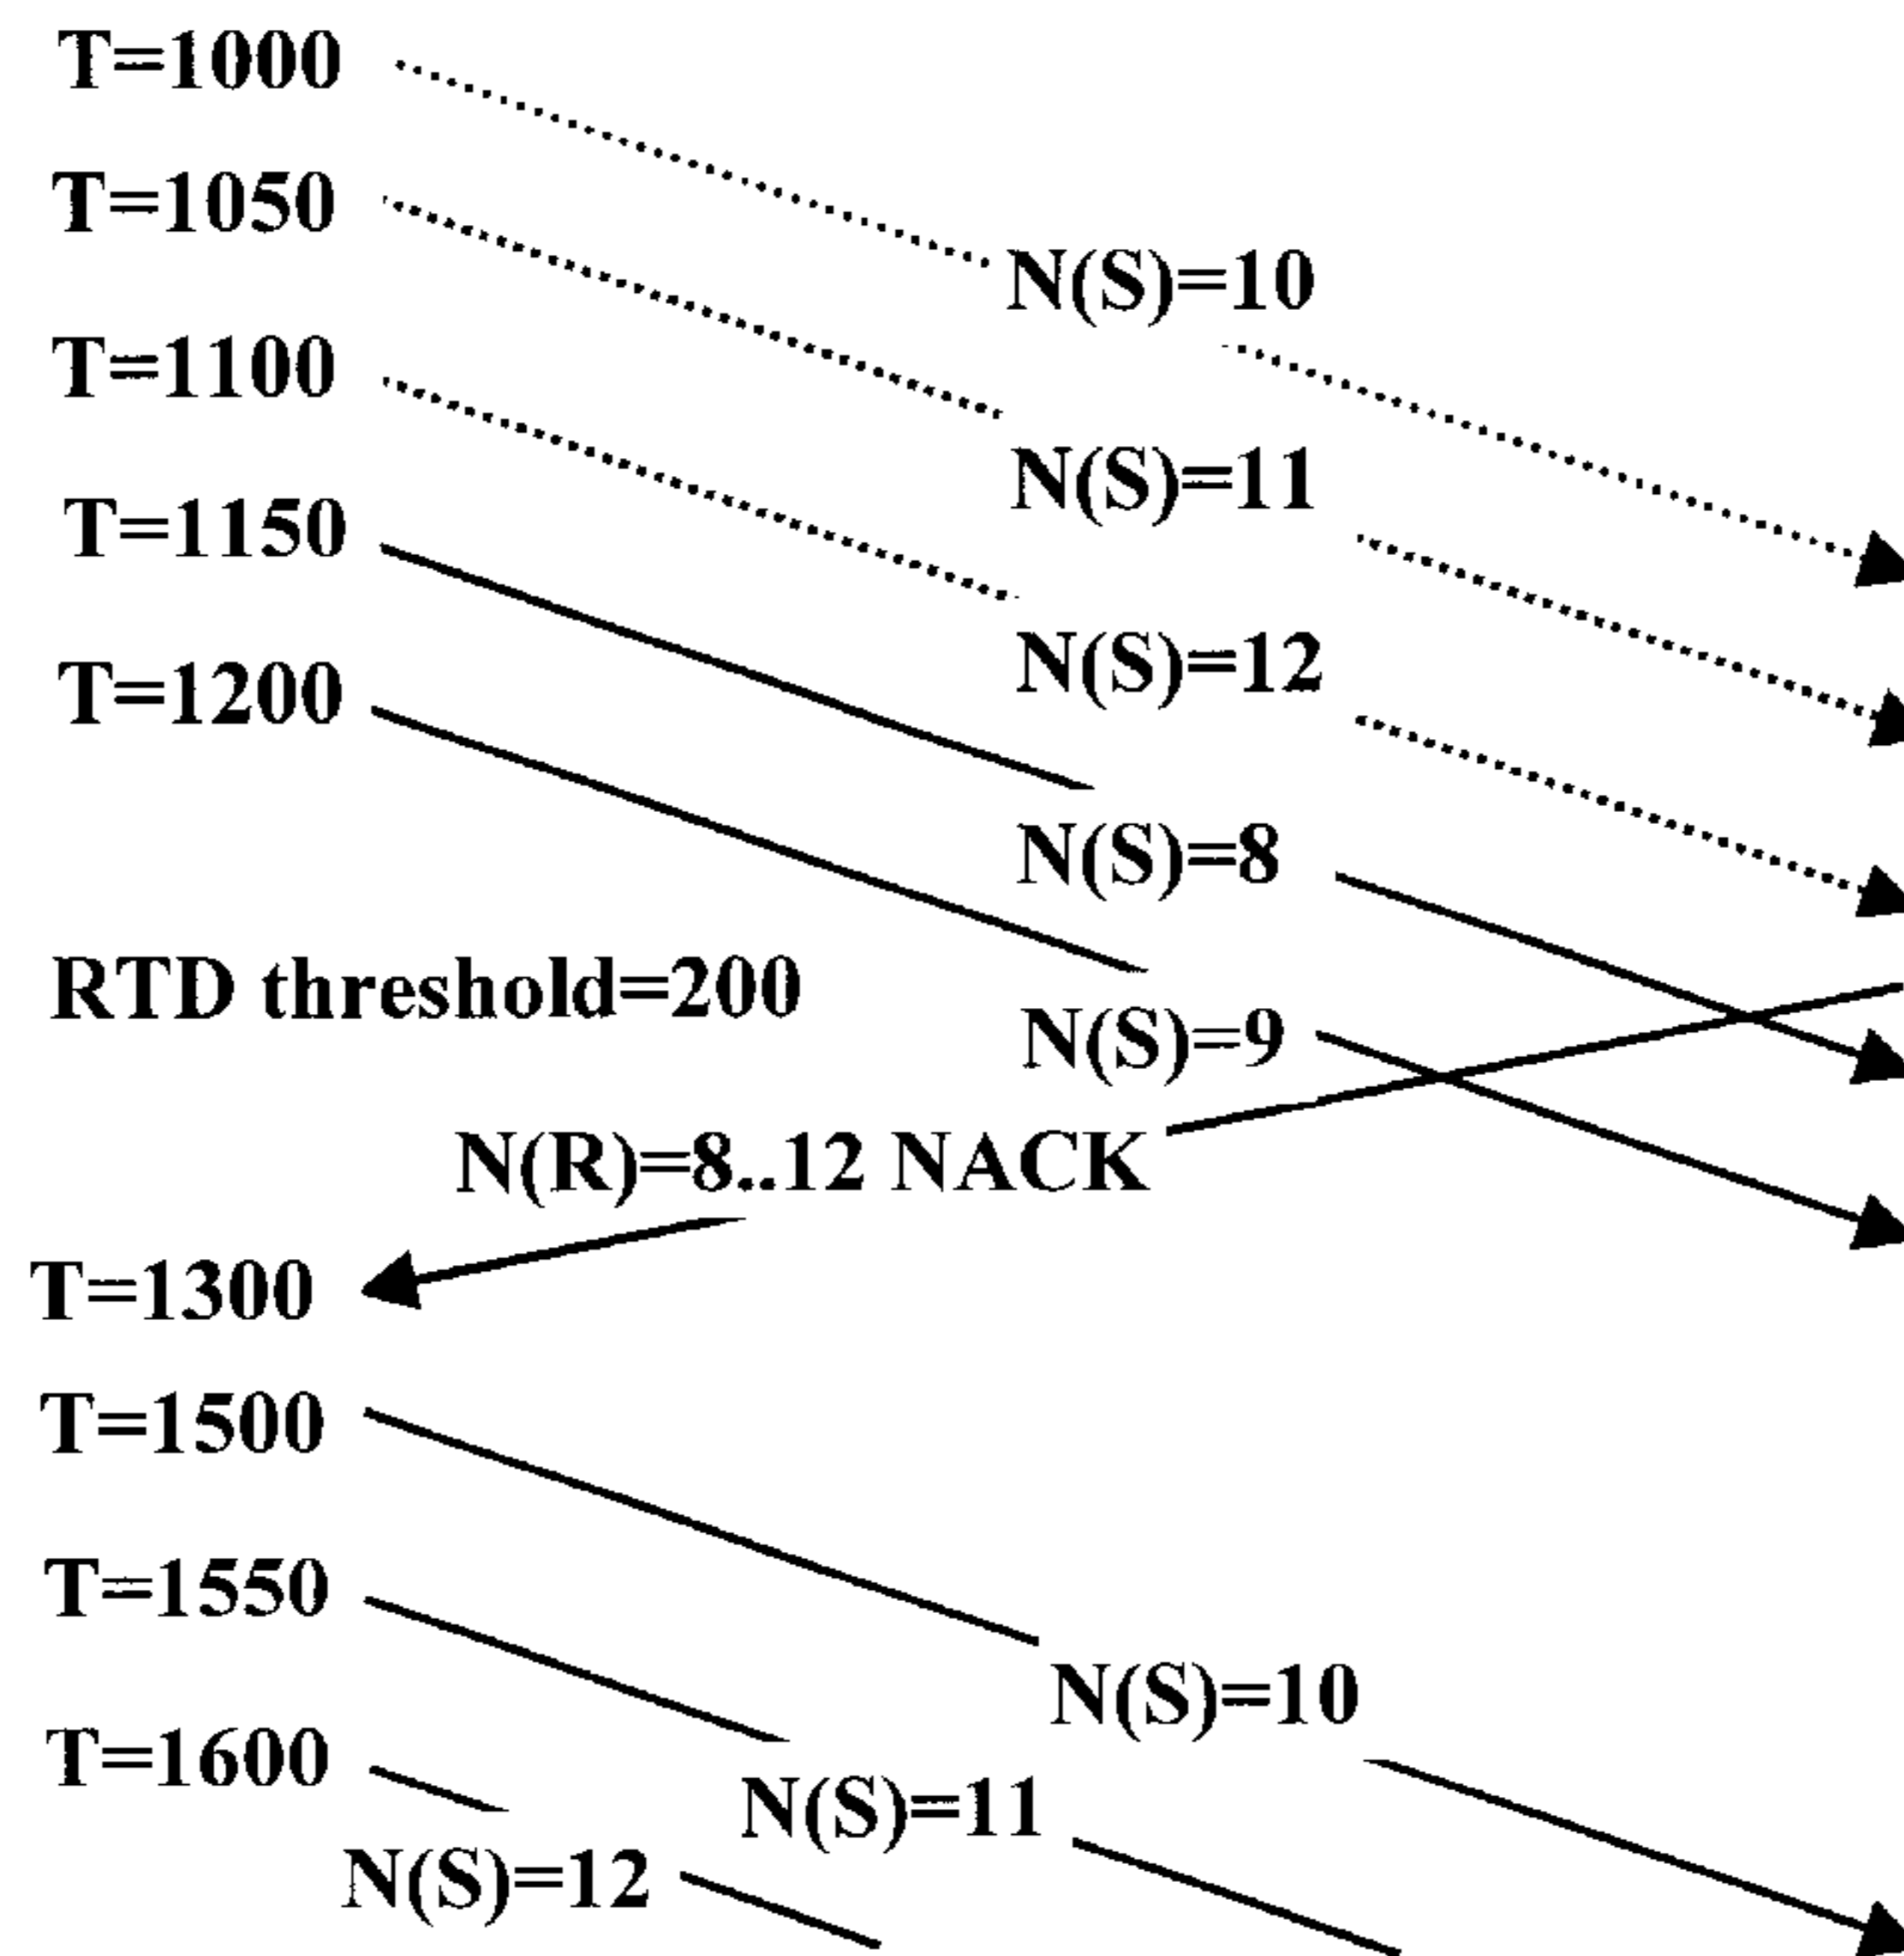 T=1000
T=1050
N(S)=10
T=1100
N(S)=11
T=1150
N(S)=12
T=1200
N(S)=8
RTD threshold=200
N(S)=9
N(R)=8..12 NACK
T=1300
T=1500
T=1550
N(S)=10
T=1600
N(S)=11
N(S)=12